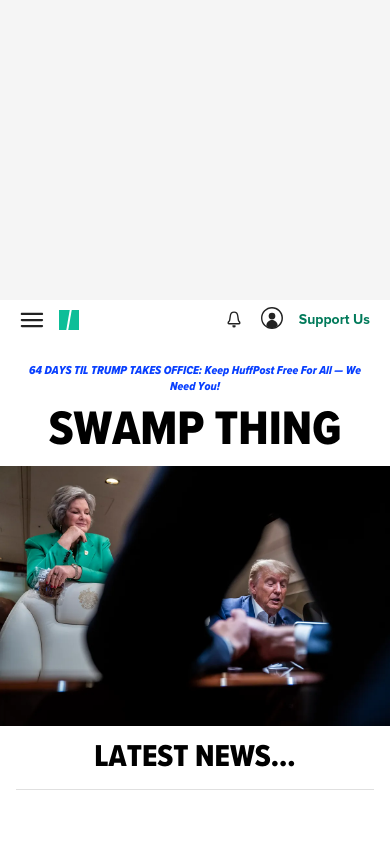 Support Us
64 DAYS TIL TRUMP TAKES OFFICE: Keep HuffPost Free For All — We
Need You!
SWAMP THING
LATEST NEWS...